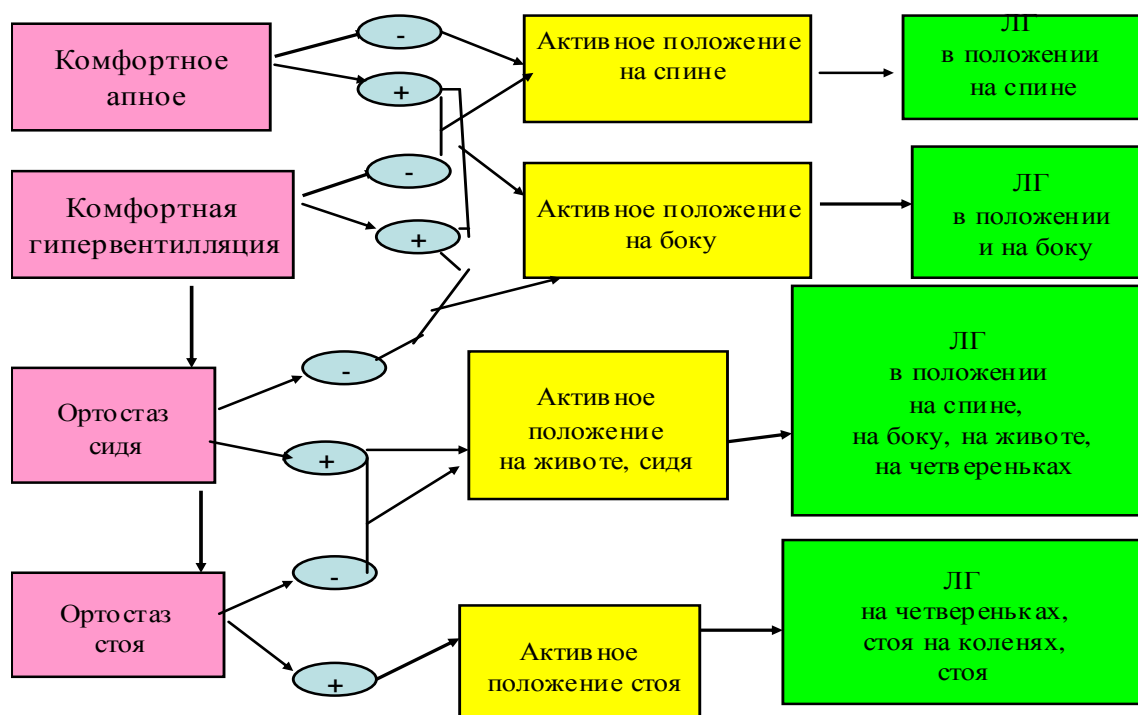 Комфортное
апное
-
+
Активное положение
на спине
ЛГ
в положении
на спине
Комфортная
гипервентилляция
-
+
Активное положение
на боку
ЛГ
в положении
и на боку
Ортостаз
сидя
-
+
Активное
положение
на животе, сидя
ЛГ
в положении
на спине,
на боку, на животе,
на четвереньках
Ортостаз
стоя
-
+
Активное
положение стоя
ЛГ
на четвереньках,
стоя на коленях,
стоя